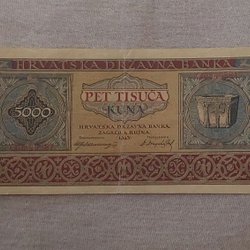 HRVATSKA DRŽAVNA BANKA
PET TISUĆA
KUNA
5000
HRVATSKA DRŽAVNA BANKA
ZAGREB